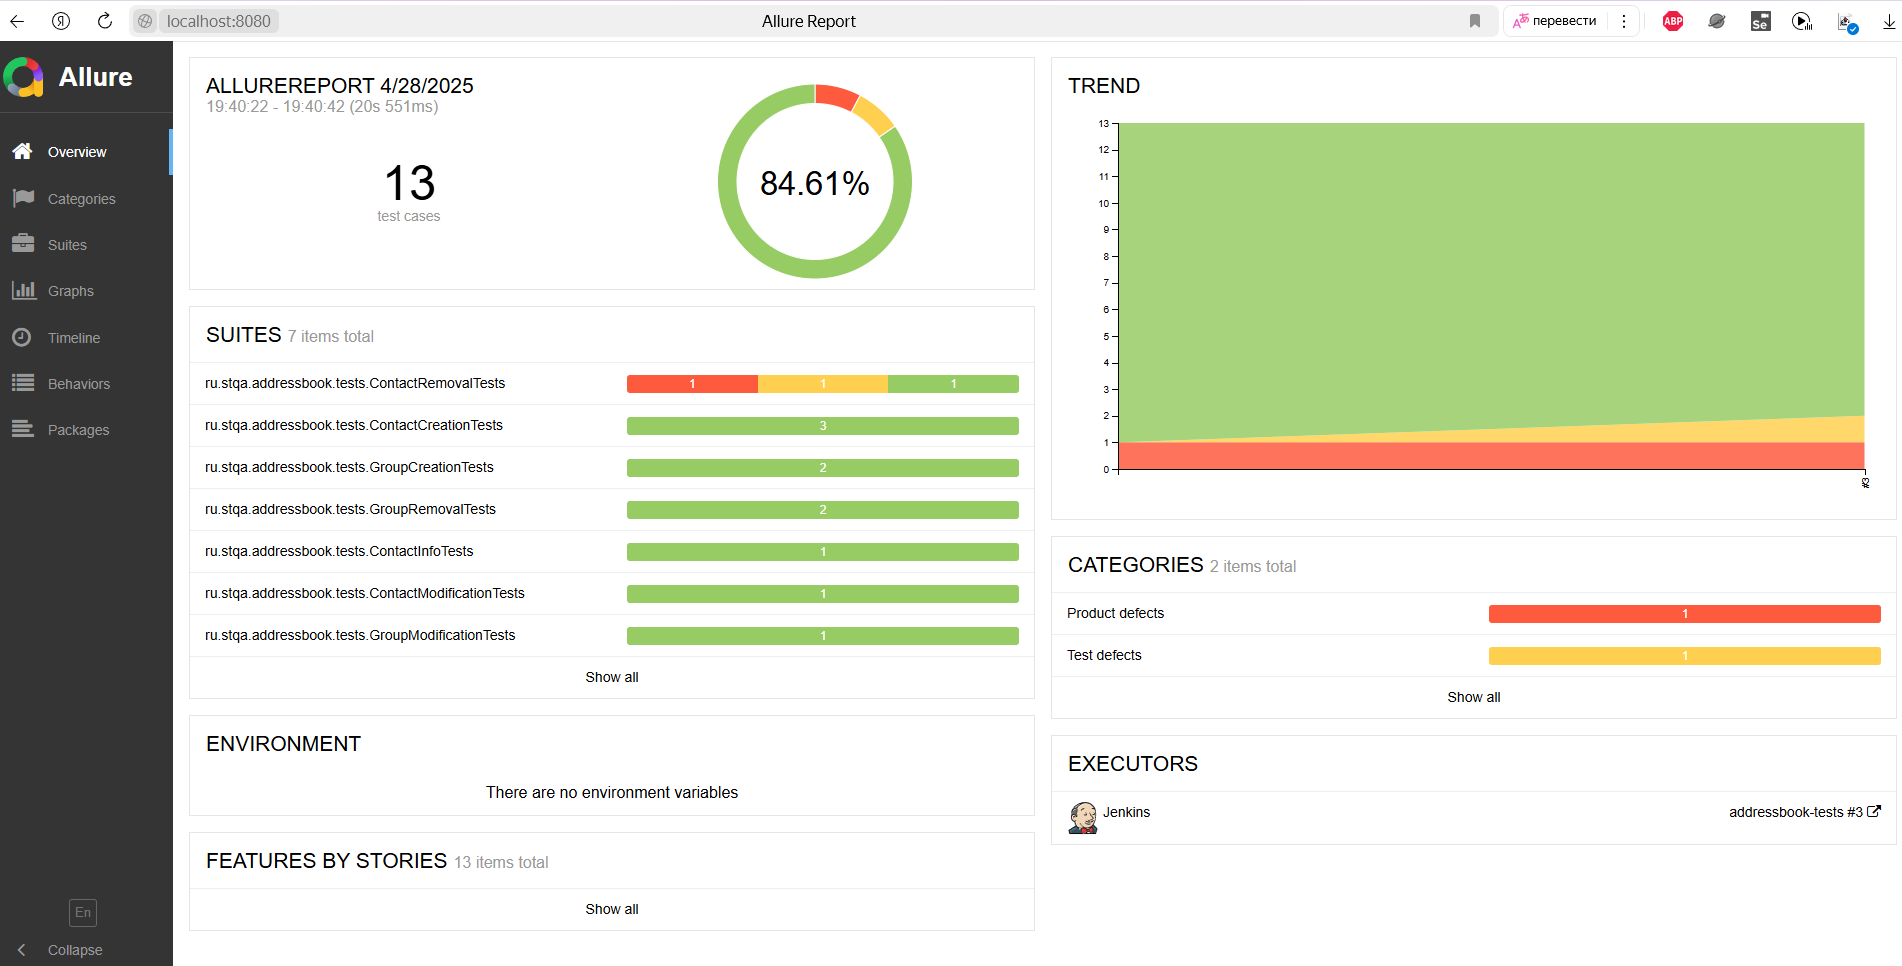 localhost:8080
Allure Report
перевести
ABP
Se
Allure
Overview
Categories
Suites
Graphs
Timeline
Behaviors
Packages
En
Collapse
ALLUREREPORT 4/28/2025
19:40:22 - 19:40:42 (20s 551ms)
13
test cases
84.61%
SUITES 7 items total
ru.stqa.addressbook.tests.ContactRemovalTests 1 1 1
ru.stqa.addressbook.tests.ContactCreationTests 3
ru.stqa.addressbook.tests.GroupCreationTests 2
ru.stqa.addressbook.tests.GroupRemovalTests 2
ru.stqa.addressbook.tests.ContactInfoTests 1
ru.stqa.addressbook.tests.ContactModificationTests 1
ru.stqa.addressbook.tests.GroupModificationTests 1
Show all
ENVIRONMENT
There are no environment variables
FEATURES BY STORIES 13 items total
Show all
TREND
13
12
11
10
9
8
7
6
5
4
3
2
1
0
#3
CATEGORIES 2 items total
Product defects 1
Test defects 1
Show all
EXECUTORS
Jenkins addressbook-tests #3